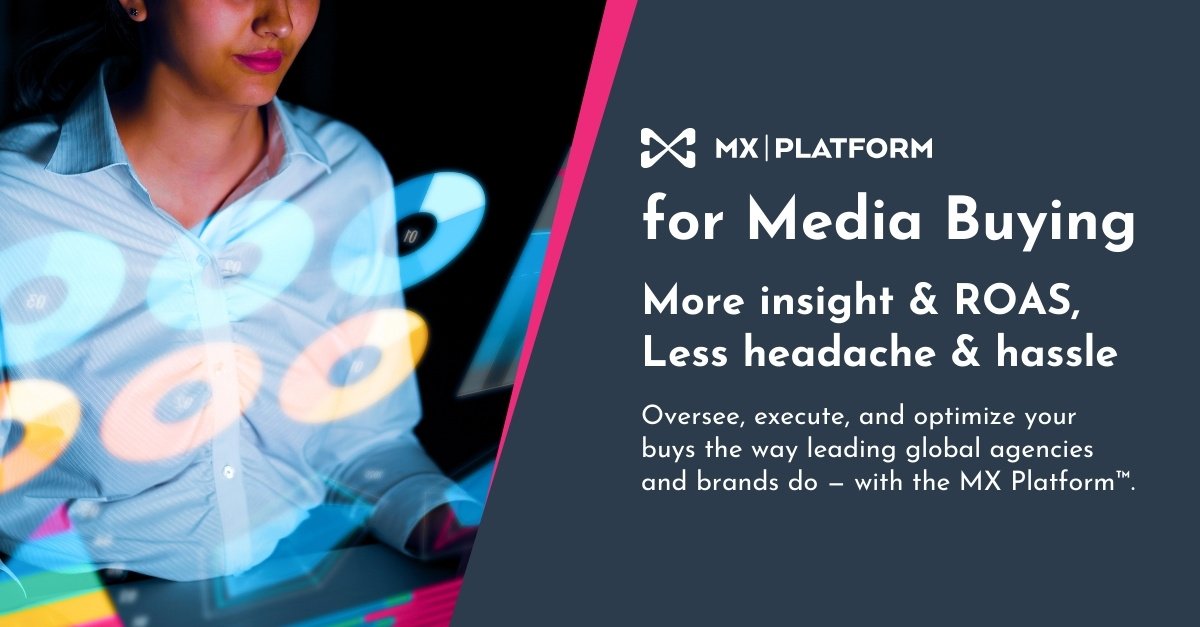 MX | PLATFORM
for Media Buying
More insight & ROAS,
Less headache & hassle
Oversee, execute, and optimize your
buys the way leading global agencies
and brands do – with the MX Platform™.